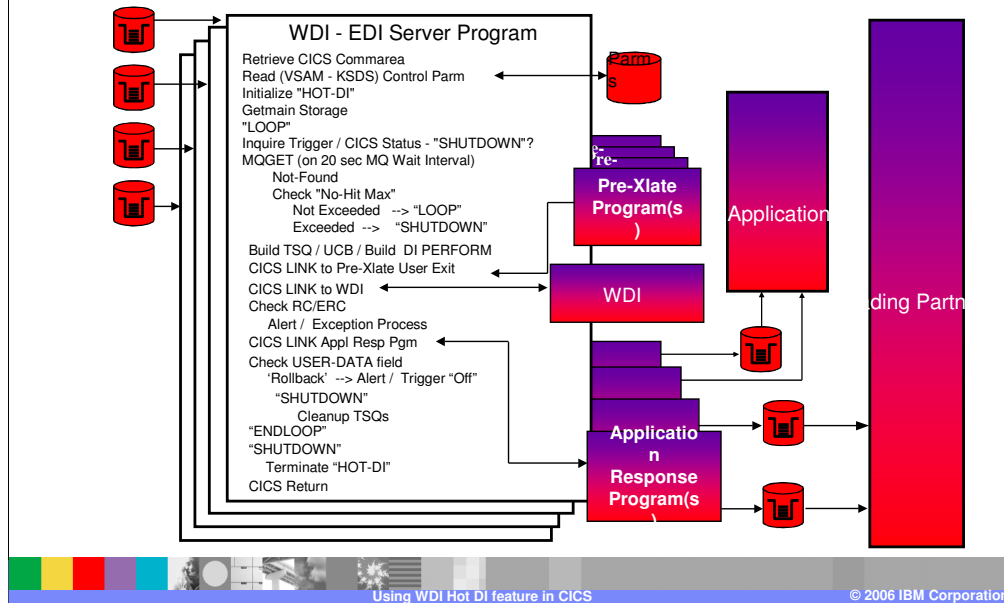 WDI - EDI Server Program
Retrieve CICS Commarea
Read (VSAM - KSDS) Control Parm
Initialize "HOT-DI"
Getmain Storage
"LOOP"
Inquire Trigger / CICS Status - "SHUTDOWN"?
MQGET (on 20 sec MQ Wait Interval)
Not-Found
Check "No-Hit Max"
Not Exceeded --> “LOOP”
Exceeded --> “SHUTDOWN”
Build TSQ / UCB / Build DI PERFORM
CICS LINK to Pre-Xlate User Exit
CICS LINK to WDI
Check RC/ERC
Alert / Exception Process
CICS LINK Appl Resp Pgm
Check USER-DATA field
‘Rollback’ --> Alert / Trigger “Off”
“SHUTDOWN”
Cleanup TSQs
“ENDLOOP”
“SHUTDOWN”
Terminate “HOT-DI”
CICS Return
Parm
s
re-
Pre-
Pre-Xlate
Program(s
)
WDI
Application
ding Partn
Applicatio
n
Response
Program(s
)
Using WDI Hot DI feature in CICS
© 2006 IBM Corporation